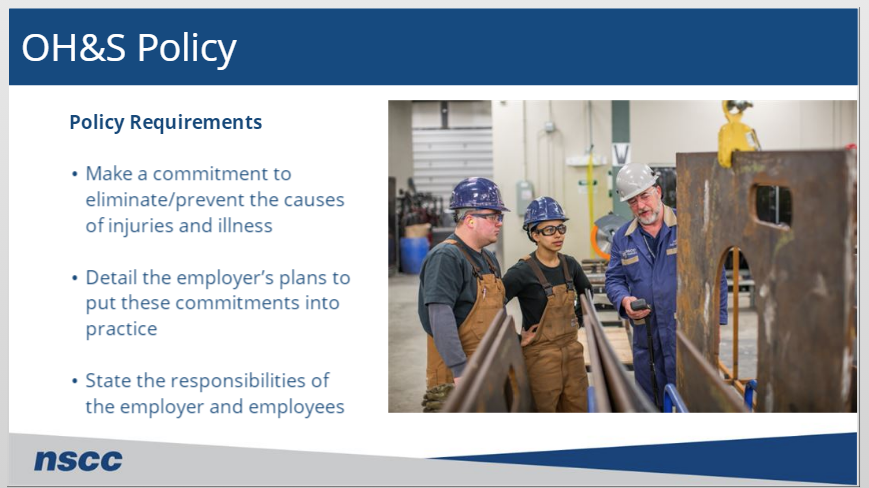 OH&S Policy
Policy Requirements
• Make a commitment to
eliminate/prevent the causes
of injuries and illness
• Detail the employer's plans to
put these commitments into
practice
• State the responsibilities of
the employer and employees
nscc